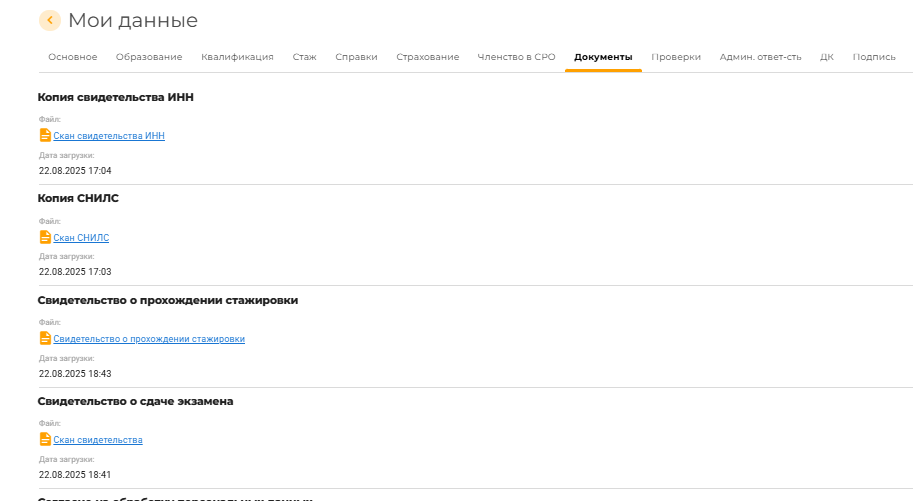 Мои данные
Основное Образование Квалификация Стаж Справки Страхование Членство в СРО Документы Проверки Админ. ответ-сть ДК Подпись
Копия свидетельства ИНН
Файл:
Скан свидетельства ИНН
Дата загрузки:
22.08.2025 17:04
Копия СНИЛС
Файл:
Скан СНИЛС
Дата загрузки:
22.08.2025 17:03
Свидетельство о прохождении стажировки
Файл:
Свидетельство о прохождении стажировки
Дата загрузки:
22.08.2025 18:43
Свидетельство о сдаче экзамена
Файл:
Скан свидетельства
Дата загрузки:
22.08.2025 18:41